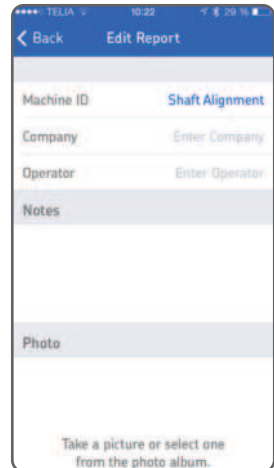 TELIA 10:22 29 %
Back Edit Report
Machine ID Shaft Alignment
Company Enter Company
Operator Enter Operator
Notes
Photo
Take a picture or select one
from the photo album.